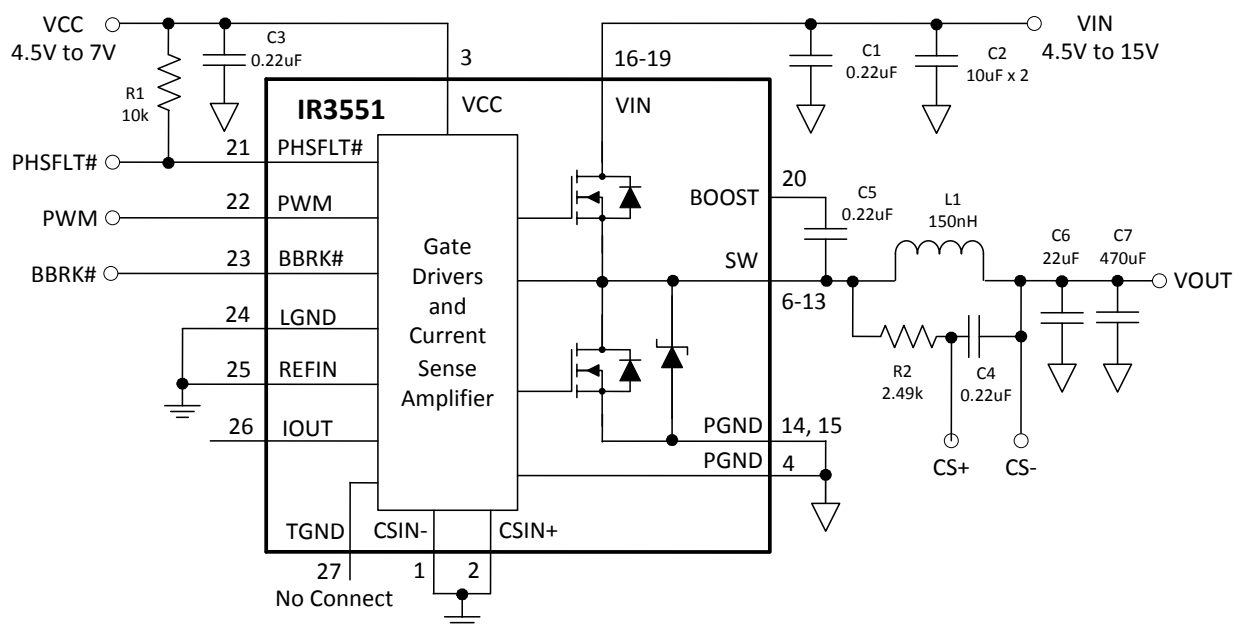 VCC
4.5V to 7V
C3
0.22uF
3
16-19
C1
0.22uF
C2
10uF x 2
VIN
4.5V to 15V
R1
10k
IR3551
VCC
VIN
PHSFLT#
21
PHSFLT#
PWM
22
PWM
BBRK#
23
BBRK#
24
LGND
25
REFIN
26
IOUT
Gate
Drivers
and
Current
Sense
Amplifier
BOOST
20
C5
0.22uF
SW
6-13
L1
150nH
C6
22uF
C7
470uF
VOUT
R2
2.49k
C4
0.22uF
CS+
CS-
PGND
14, 15
PGND
4
TGND
CSIN-
CSIN+
27
1
2
No Connect